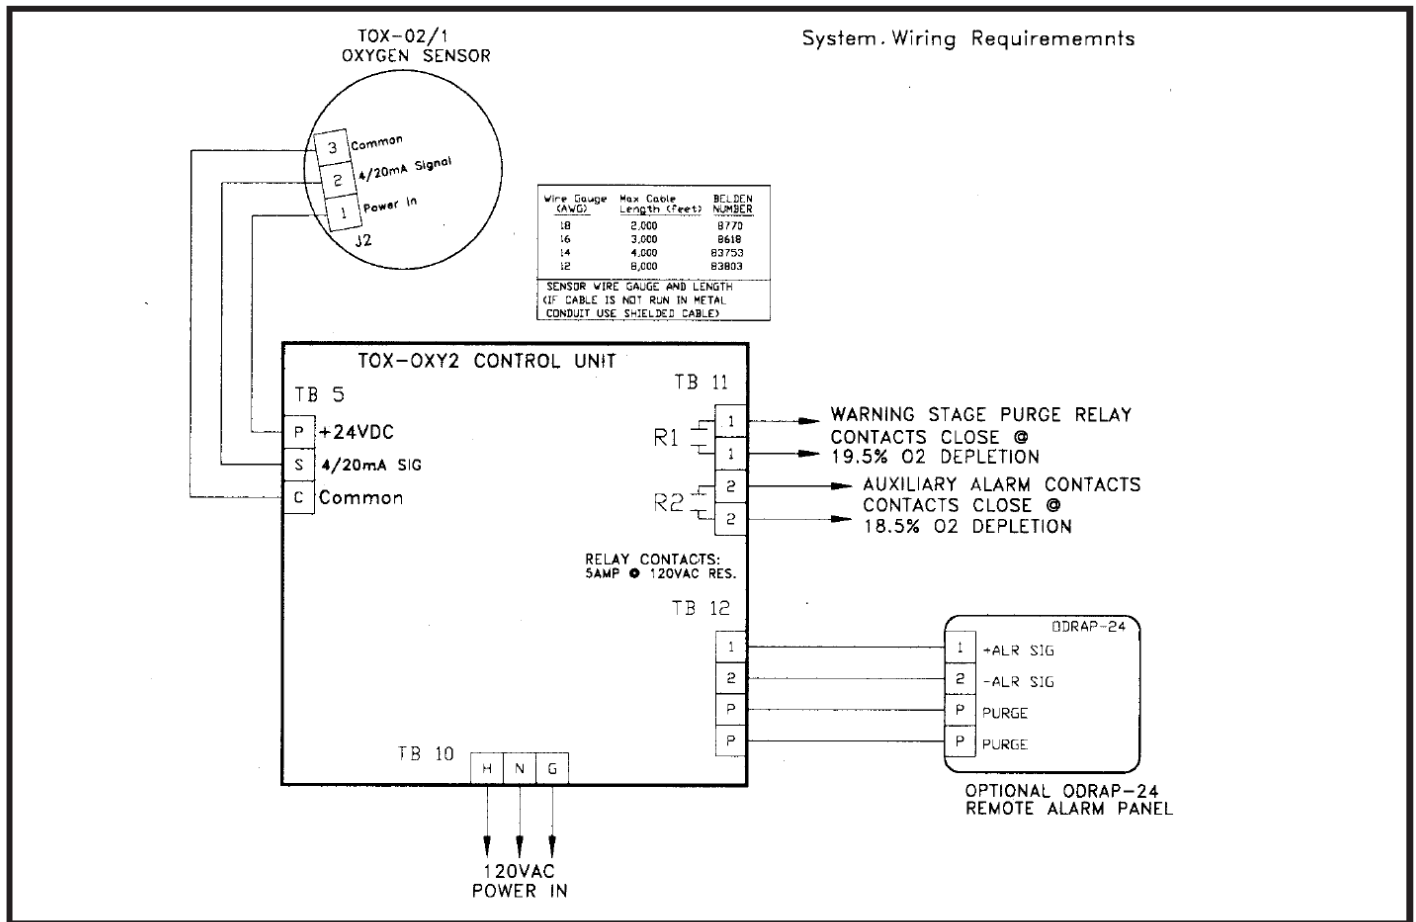 TOX-02/1
OXYGEN SENSOR
System.Wiring Requirememnts
3 Common
2 4/20mA Signal
1 Power In
J2
Wire Gauge (AWG) Max Cable Length (feet) BELDEN NUMBER
18 2,000 8770
16 3,000 8618
14 4,000 83753
12 8,000 83803
SENSOR WIRE GAUGE AND LENGTH
(IF CABLE IS NOT RUN IN METAL
CONDUIT USE SHIELDED CABLE)
TOX-OXY2 CONTROL UNIT
TB 5
P +24VDC
S 4/20mA SIG
C Common
TB 11
R1
1
1
R2
2
2
WARNING STAGE PURGE RELAY
CONTACTS CLOSE @
19.5% O2 DEPLETION
AUXILIARY ALARM CONTACTS
CONTACTS CLOSE @
18.5% O2 DEPLETION
RELAY CONTACTS:
5AMP @ 120VAC RES.
TB 12
1
2
P
P
ODRAP-24
1 +ALR SIG
2 -ALR SIG
P PURGE
P PURGE
OPTIONAL ODRAP-24
REMOTE ALARM PANEL
TB 10
H N G
120VAC
POWER IN